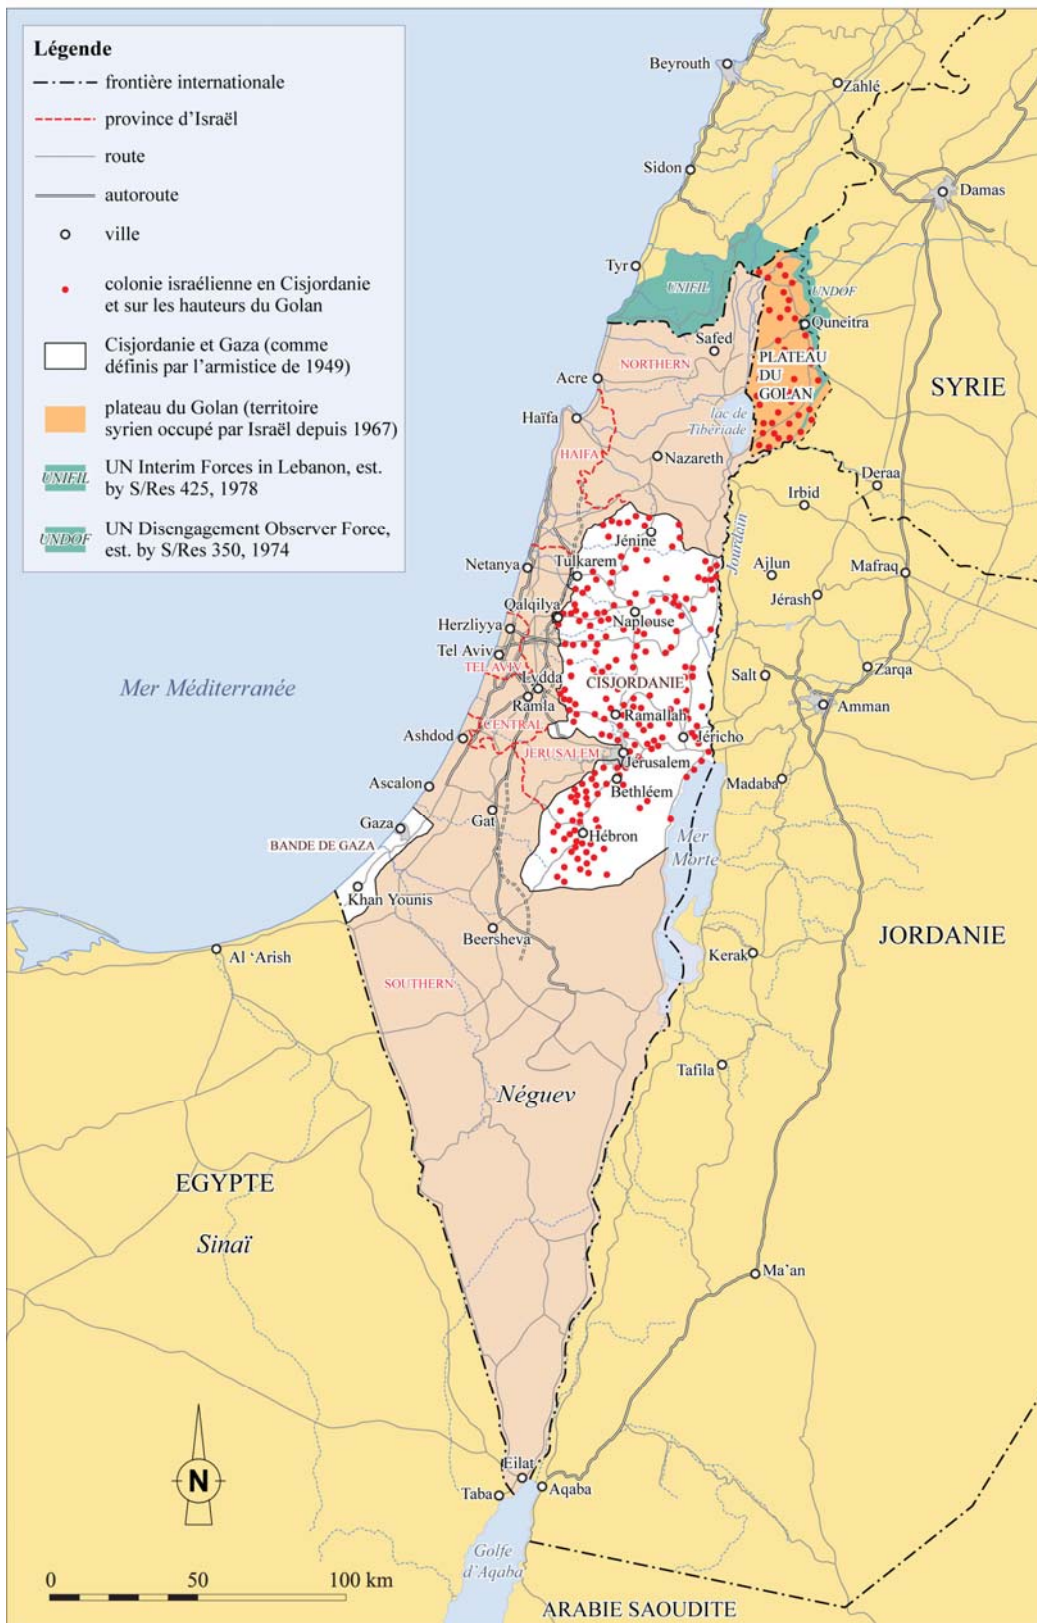 Légende
frontière internationale
province d'Israël
route
autoroute
ville
colonie israélienne en Cisjordanie
et sur les hauteurs du Golan
Cisjordanie et Gaza (comme
définis par l'armistice de 1949)
plateau du Golan (territoire
syrien occupé par Israël depuis 1967)
UNIFIL
UN Interim Forces in Lebanon, est.
by S/Res 425, 1978
UNDOF
UN Disengagement Observer Force,
est. by S/Res 350, 1974
Beyrouth
Zahlé
Sidon
Damas
Tyr
UNIFIL
UNDOF
Quneitra
Safed
NORTHERN
PLATEAU
DU
GOLAN
SYRIE
Acre
Haïfa
lac de
Tibériade
HAIFA
Nazareth
Deraa
Irbid
Jénine
Jourdain
Netanya
Tulkarem
Ajlun
Mafraq
Jérash
Qalqilya
Naplouse
Herzliyya
Tel Aviv
TEL AVIV
Mer Méditerranée
Lydda
CISJORDANIE
Salt
Zarqa
Ramla
Ramallah
Amman
CENTRAL
Ashdod
Jéricho
JERUSALEM
Jérusalem
Ascalon
Bethléem
Madaba
Gat
Gaza
Hébron
Mer
Morte
BANDE DE GAZA
Khan Younis
Beersheva
JORDANIE
Al ‘Arish
Kerak
SOUTHERN
Tafila
Néguev
EGYPTE
Sinaï
Ma’an
N
Eilat
Taba
Aqaba
Golfe
d'Aqaba
0 50 100 km
ARABIE SAOUDITE